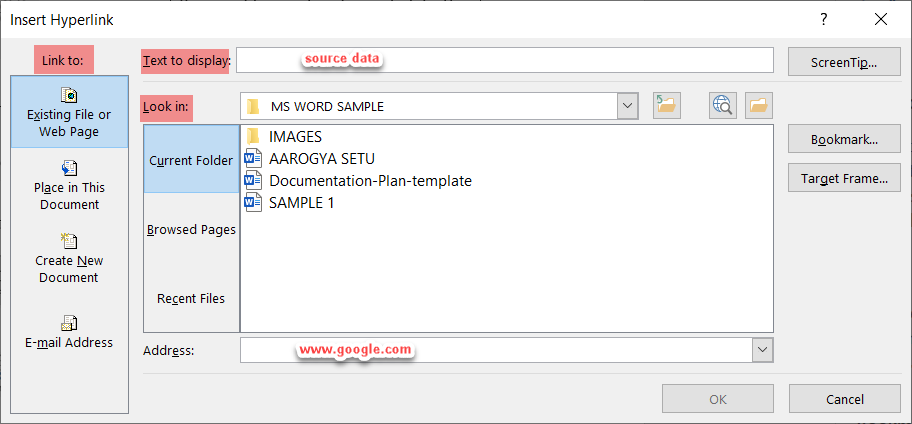 Insert Hyperlink
?
Link to:
Text to display:
source data
ScreenTip...
Existing File or
Web Page
Look in:
MS WORD SAMPLE
Current Folder
IMAGES
AAROGYA SETU
Documentation-Plan-template
SAMPLE 1
Bookmark...
Target Frame...
Place in This
Document
Browsed Pages
Create New
Document
Recent Files
E-mail Address
Address:
www.google.com
OK
Cancel